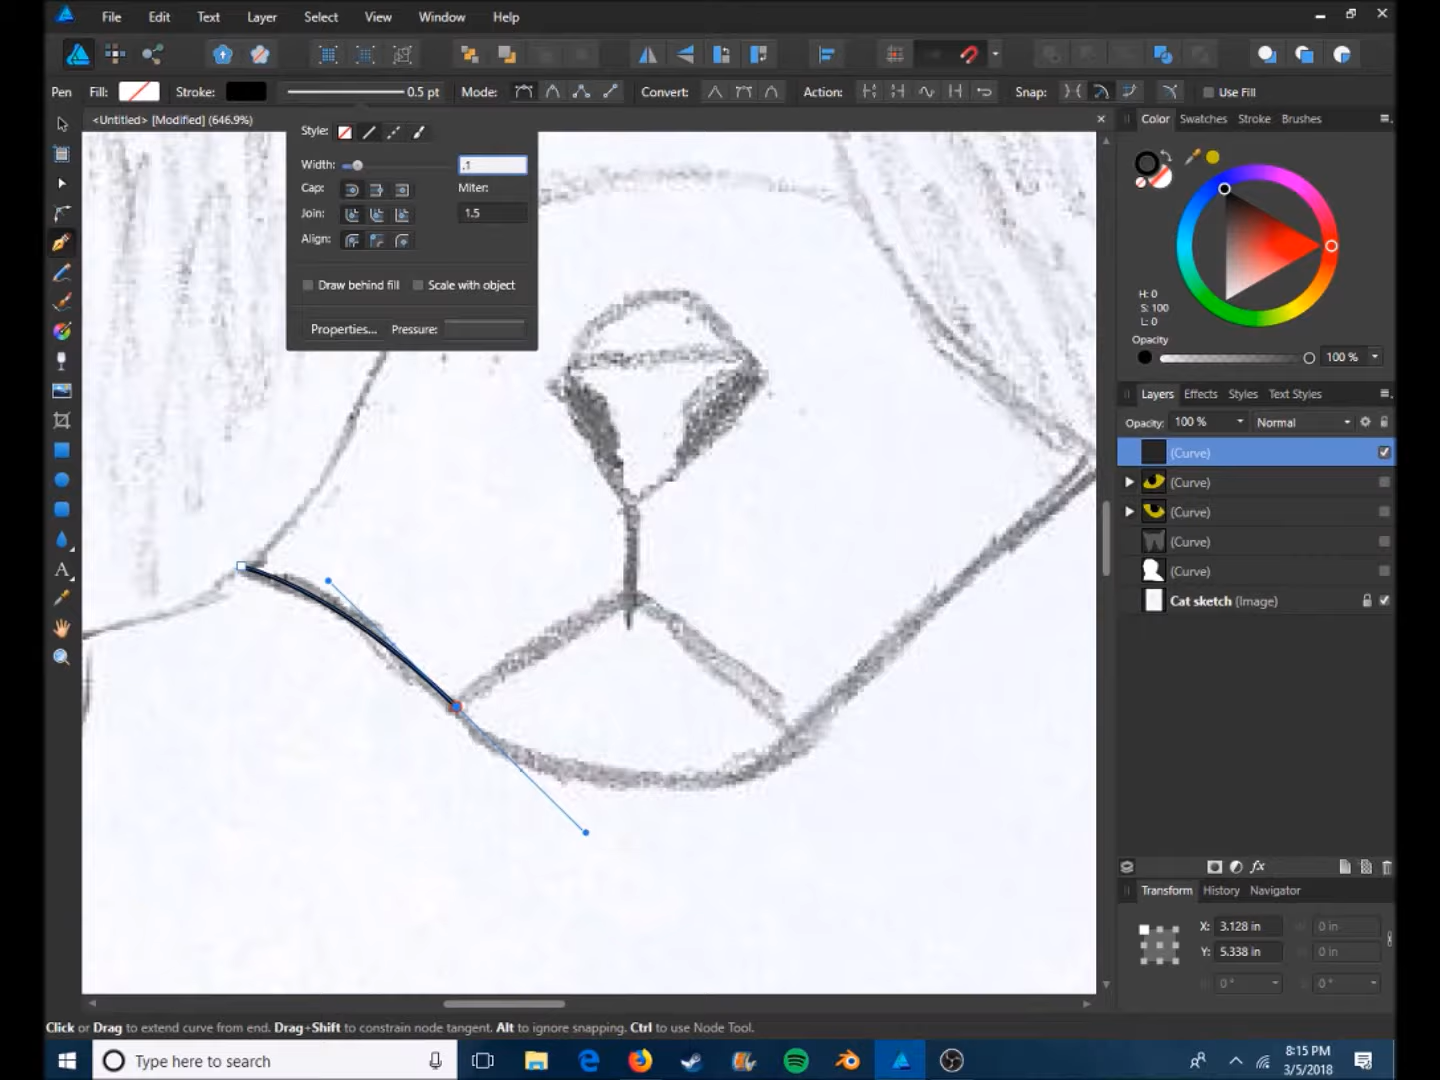 File Edit Text Layer Select View Window Help
Pen Fill: Stroke: 0.5 pt Mode: Convert: Action: Snap: Use Fill
<Untitled> [Modified] (646.9%)
Style:
Width: .1
Cap: Miter:
Join: 1.5
Align:
Draw behind fill Scale with object
Properties... Pressure:
Color Swatches Stroke Brushes
H: 0
S: 100
L: 0
Opacity
100 %
Layers Effects Styles Text Styles
Opacity: 100 % Normal
(Curve)
(Curve)
(Curve)
(Curve)
(Curve)
Cat sketch (Image)
fx
Transform History Navigator
X: 3.128 in W: 0 in
Y: 5.338 in H: 0 in
0 ° 0 °
Click or Drag to extend curve from end. Drag+Shift to constrain node tangent. Alt to ignore snapping. Ctrl to use Node Tool.
Type here to search
8:15 PM
3/5/2018